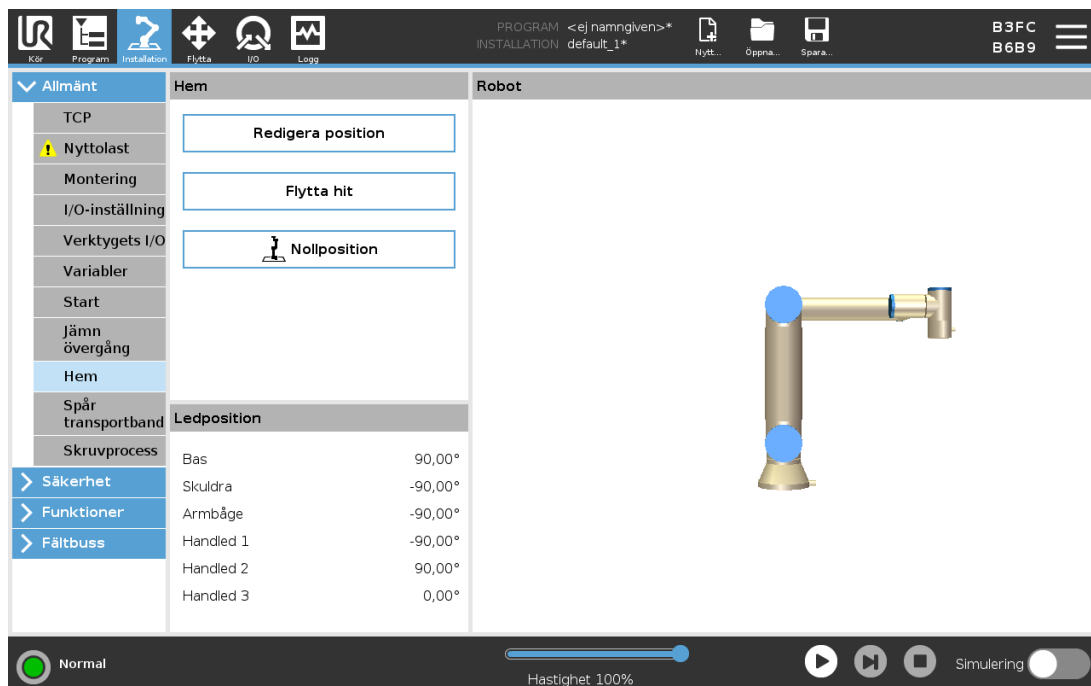 UR
Kör
Program
Installation
Flytta
I/O
Logg
PROGRAM <ej namngiven>*
INSTALLATION default_1*
Nytt...
Öppna...
Spara...
B3FC
B6B9
Allmänt
TCP
Nyttolast
Montering
I/O-inställning
Verktygets I/O
Variabler
Start
Jämn
övergång
Hem
Spår
transportband
Skruvprocess
Säkerhet
Funktioner
Fältbuss
Hem
Redigera position
Flytta hit
Nollposition
Ledposition
Bas 90,00°
Skuldra -90,00°
Armbåge -90,00°
Handled 1 -90,00°
Handled 2 90,00°
Handled 3 0,00°
Robot
Normal
Hastighet 100%
Simulering